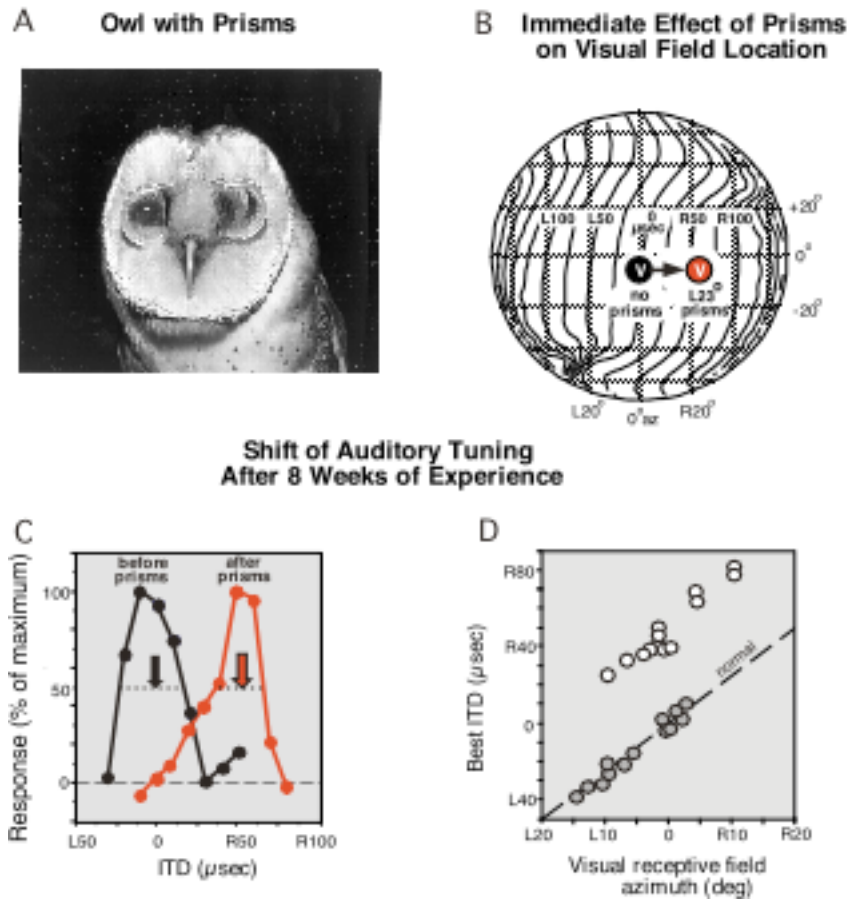 A
Owl with Prisms
B
Immediate Effect of Prisms
on Visual Field Location
L100 L50 0 µsec R50 R100
+20°
0°
-20°
V V
no prisms
L23° prisms
L20° 0°az R20°
Shift of Auditory Tuning
After 8 Weeks of Experience
C
before prisms
after prisms
Response (% of maximum)
100
50
0
L50 0 R50 R100
ITD (µsec)
D
normal
Best ITD (µsec)
R80
R40
0
L40
L20 L10 0 R10 R20
Visual receptive field
azimuth (deg)